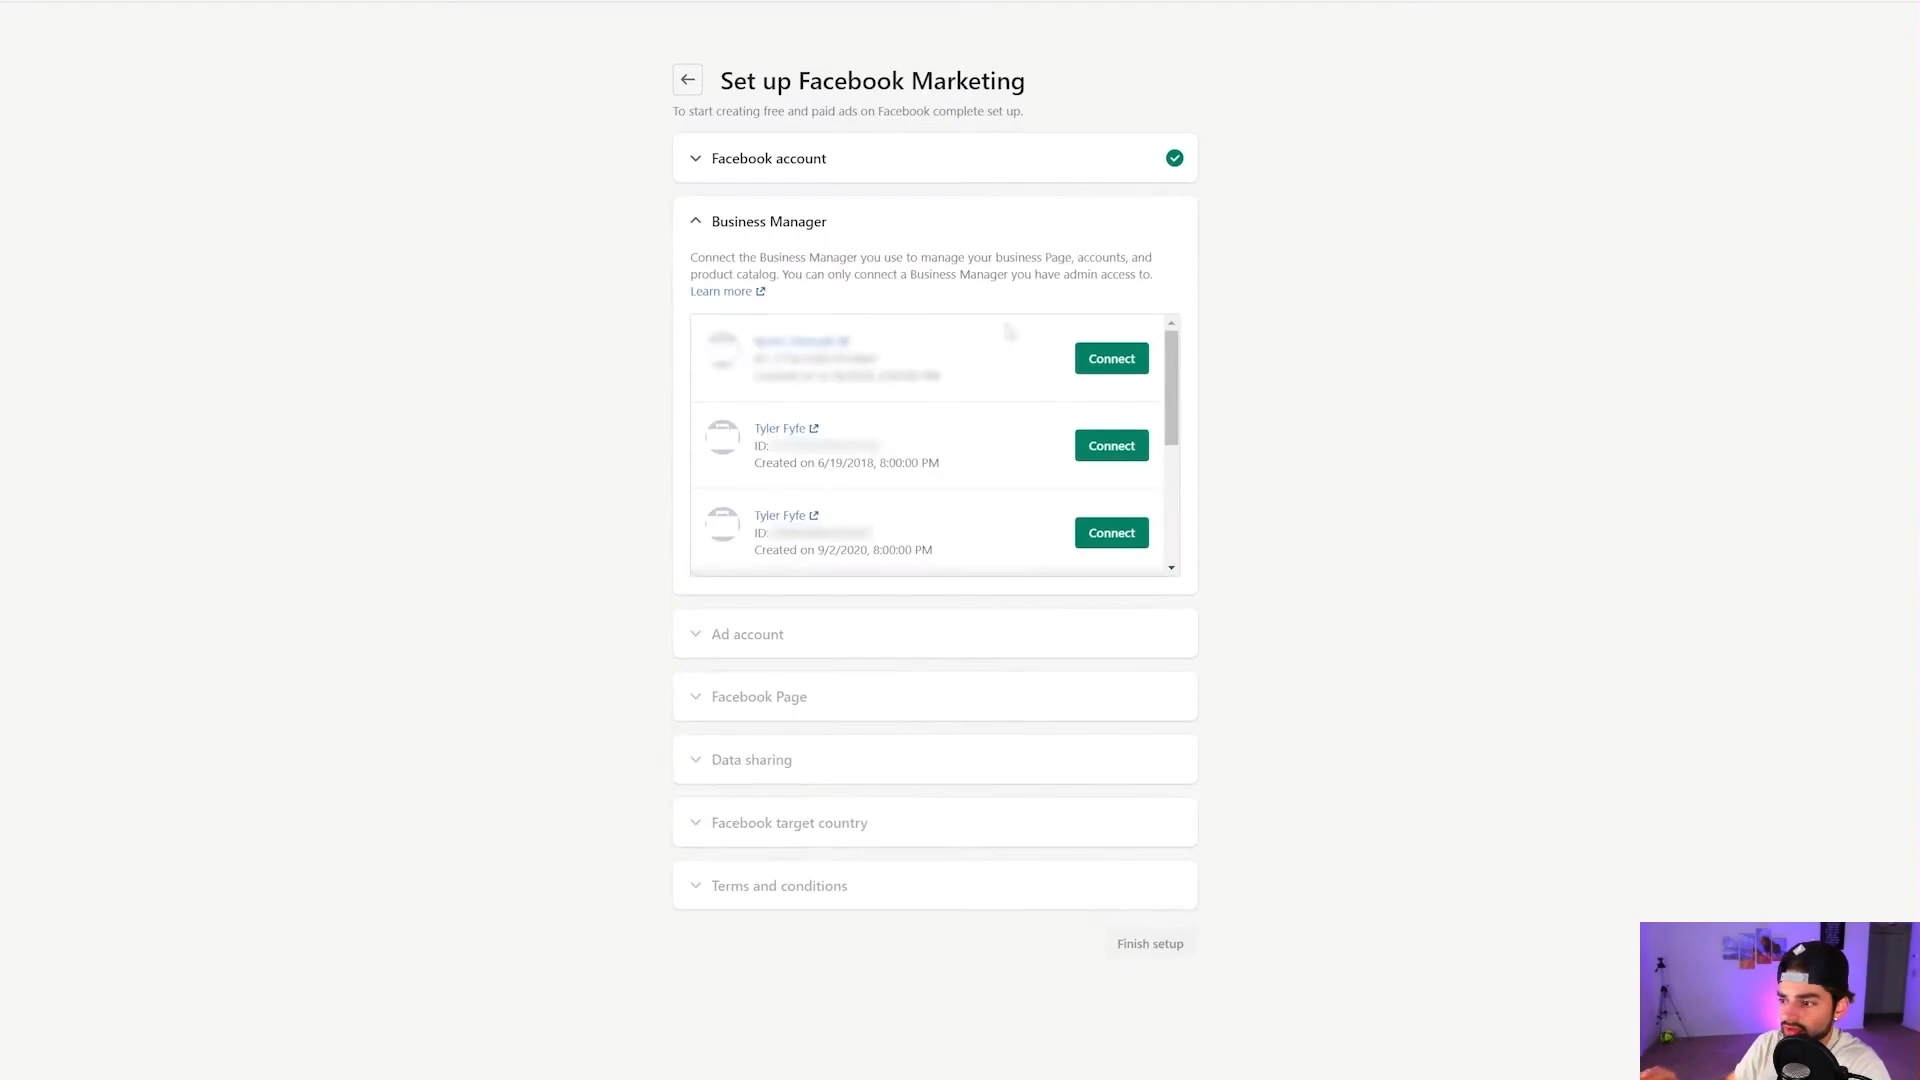 Set up Facebook Marketing
To start creating free and paid ads on Facebook complete set up.
Facebook account
Business Manager
Connect the Business Manager you use to manage your business Page, accounts, and
product catalog. You can only connect a Business Manager you have admin access to.
Learn more
Connect
Tyler Fyfe
ID:
Created on 6/19/2018, 8:00:00 PM
Connect
Tyler Fyfe
ID:
Created on 9/2/2020, 8:00:00 PM
Connect
Ad account
Facebook Page
Data sharing
Facebook target country
Terms and conditions
Finish setup